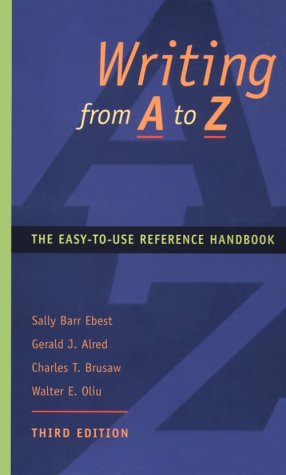 Writing
from A to Z
THE EASY-TO-USE REFERENCE HANDBOOK
Sally Barr Ebest
Gerald J. Alred
Charles T. Brusaw
Walter E. Oliu
THIRD EDITION
A
Z